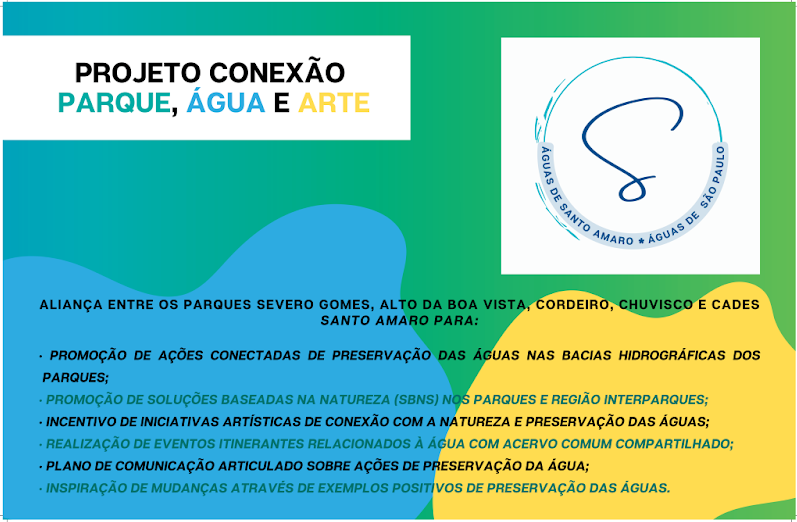 PROJETO CONEXÃO
PARQUE, ÁGUA E ARTE
S
ÁGUAS DE SANTO AMARO * ÁGUAS DE SÃO PAULO
ALIANÇA ENTRE OS PARQUES SEVERO GOMES, ALTO DA BOA VISTA, CORDEIRO, CHUVISCO E CADES
SANTO AMARO PARA:
· PROMOÇÃO DE AÇÕES CONECTADAS DE PRESERVAÇÃO DAS ÁGUAS NAS BACIAS HIDROGRÁFICAS DOS
PARQUES;
· PROMOÇÃO DE SOLUÇÕES BASEADAS NA NATUREZA (SBNS) NOS PARQUES E REGIÃO INTERPARQUES;
· INCENTIVO DE INICIATIVAS ARTÍSTICAS DE CONEXÃO COM A NATUREZA E PRESERVAÇÃO DAS ÁGUAS;
· REALIZAÇÃO DE EVENTOS ITINERANTES RELACIONADOS À ÁGUA COM ACERVO COMUM COMPARTILHADO;
· PLANO DE COMUNICAÇÃO ARTICULADO SOBRE AÇÕES DE PRESERVAÇÃO DA ÁGUA;
· INSPIRAÇÃO DE MUDANÇAS ATRAVÉS DE EXEMPLOS POSITIVOS DE PRESERVAÇÃO DAS ÁGUAS.